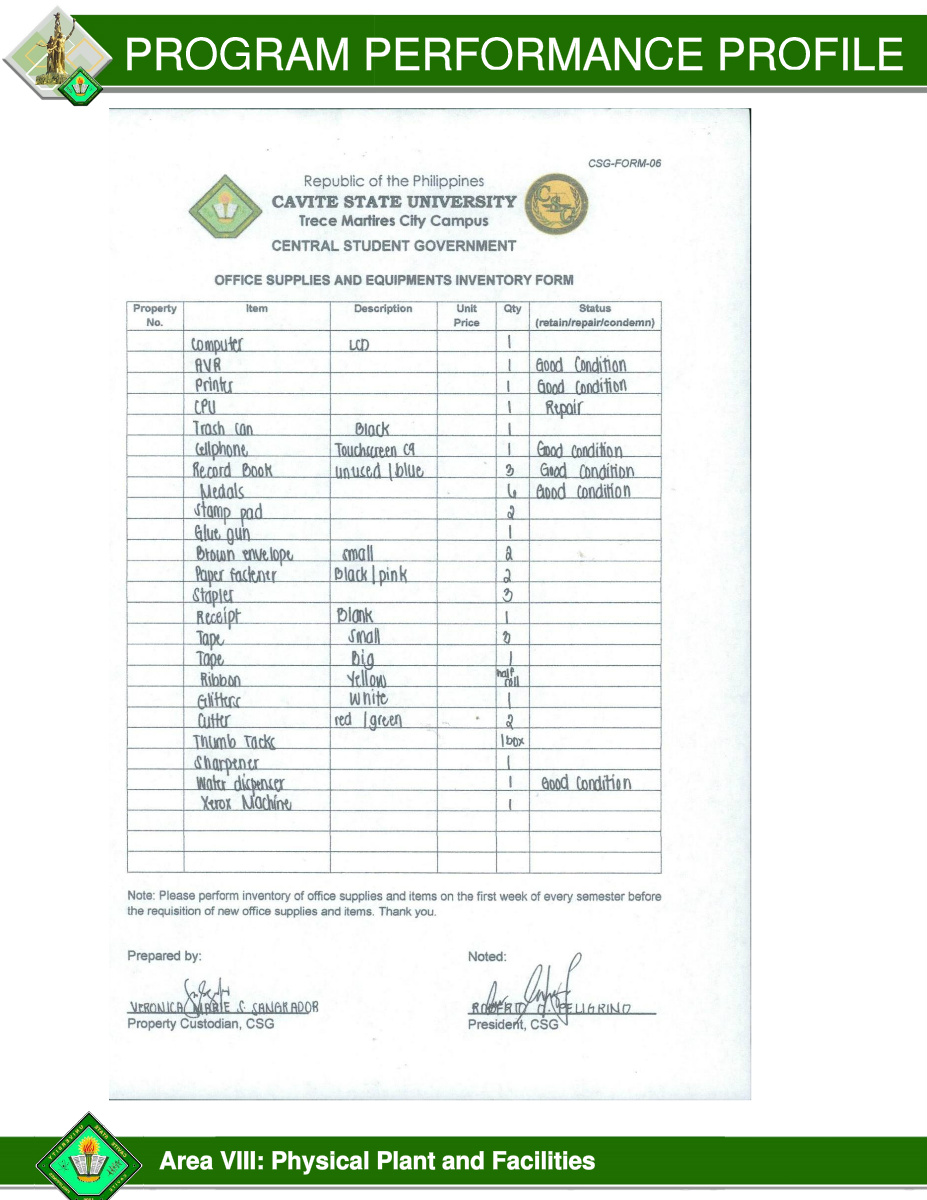 PROGRAM PERFORMANCE PROFILE
CSG-FORM-06
Republic of the Philippines
CAVITE STATE UNIVERSITY
Trece Martires City Campus
CENTRAL STUDENT GOVERNMENT
OFFICE SUPPLIES AND EQUIPMENTS INVENTORY FORM
Property No. Item Description Unit Price Qty Status (retain/repair/condemn)
Computer LCD 1
AVR 1 Good Condition
Printer 1 Good Condition
CPU 1 Repair
Trash can Black 1
Cellphone Touchscreen C9 1 Good Condition
Record Book unused / blue 3 Good Condition
Medals 6 Good Condition
Stamp pad 2
Glue gun 1
Brown envelope small 2
Paper fastener Black / pink 2
Stapler 3
Receipt Blank 1
Tape Small
Tape Big 1
Ribbon Yellow half roll
Glitters White 1
Cutter red / green 2
Thumb Tacks 1 box
Sharpener 1
Water dispenser 1 Good Condition
Xerox Machine 1
Note: Please perform inventory of office supplies and items on the first week of every semester before
the requisition of new office supplies and items. Thank you.
Prepared by: Noted:
VERONICA MARIE S. SANGRADOR ROBERTO PELIGRINO
Property Custodian, CSG President, CSG
Area VIII: Physical Plant and Facilities